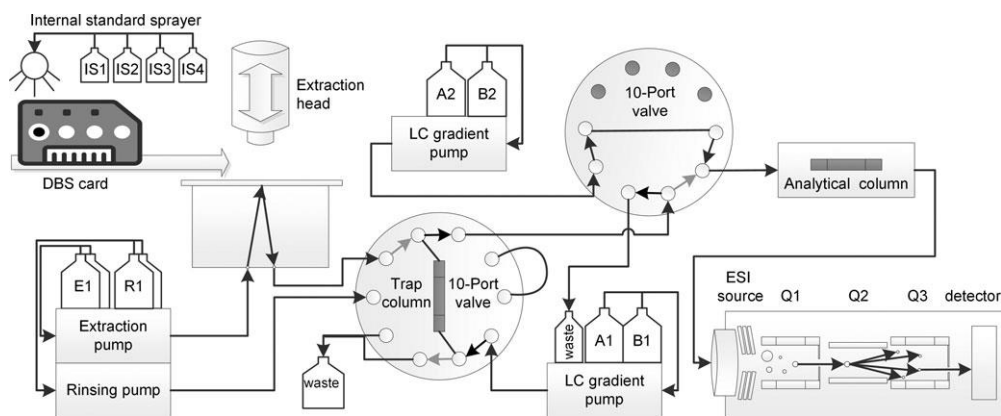 Internal standard sprayer
IS1 IS2 IS3 IS4
Extraction
head
DBS card
A2 B2
LC gradient
pump
10-Port
valve
Analytical column
E1 R1
Extraction
pump
Rinsing pump
waste
Trap
column
10-Port
valve
waste A1 B1
LC gradient
pump
ESI
source Q1 Q2 Q3 detector